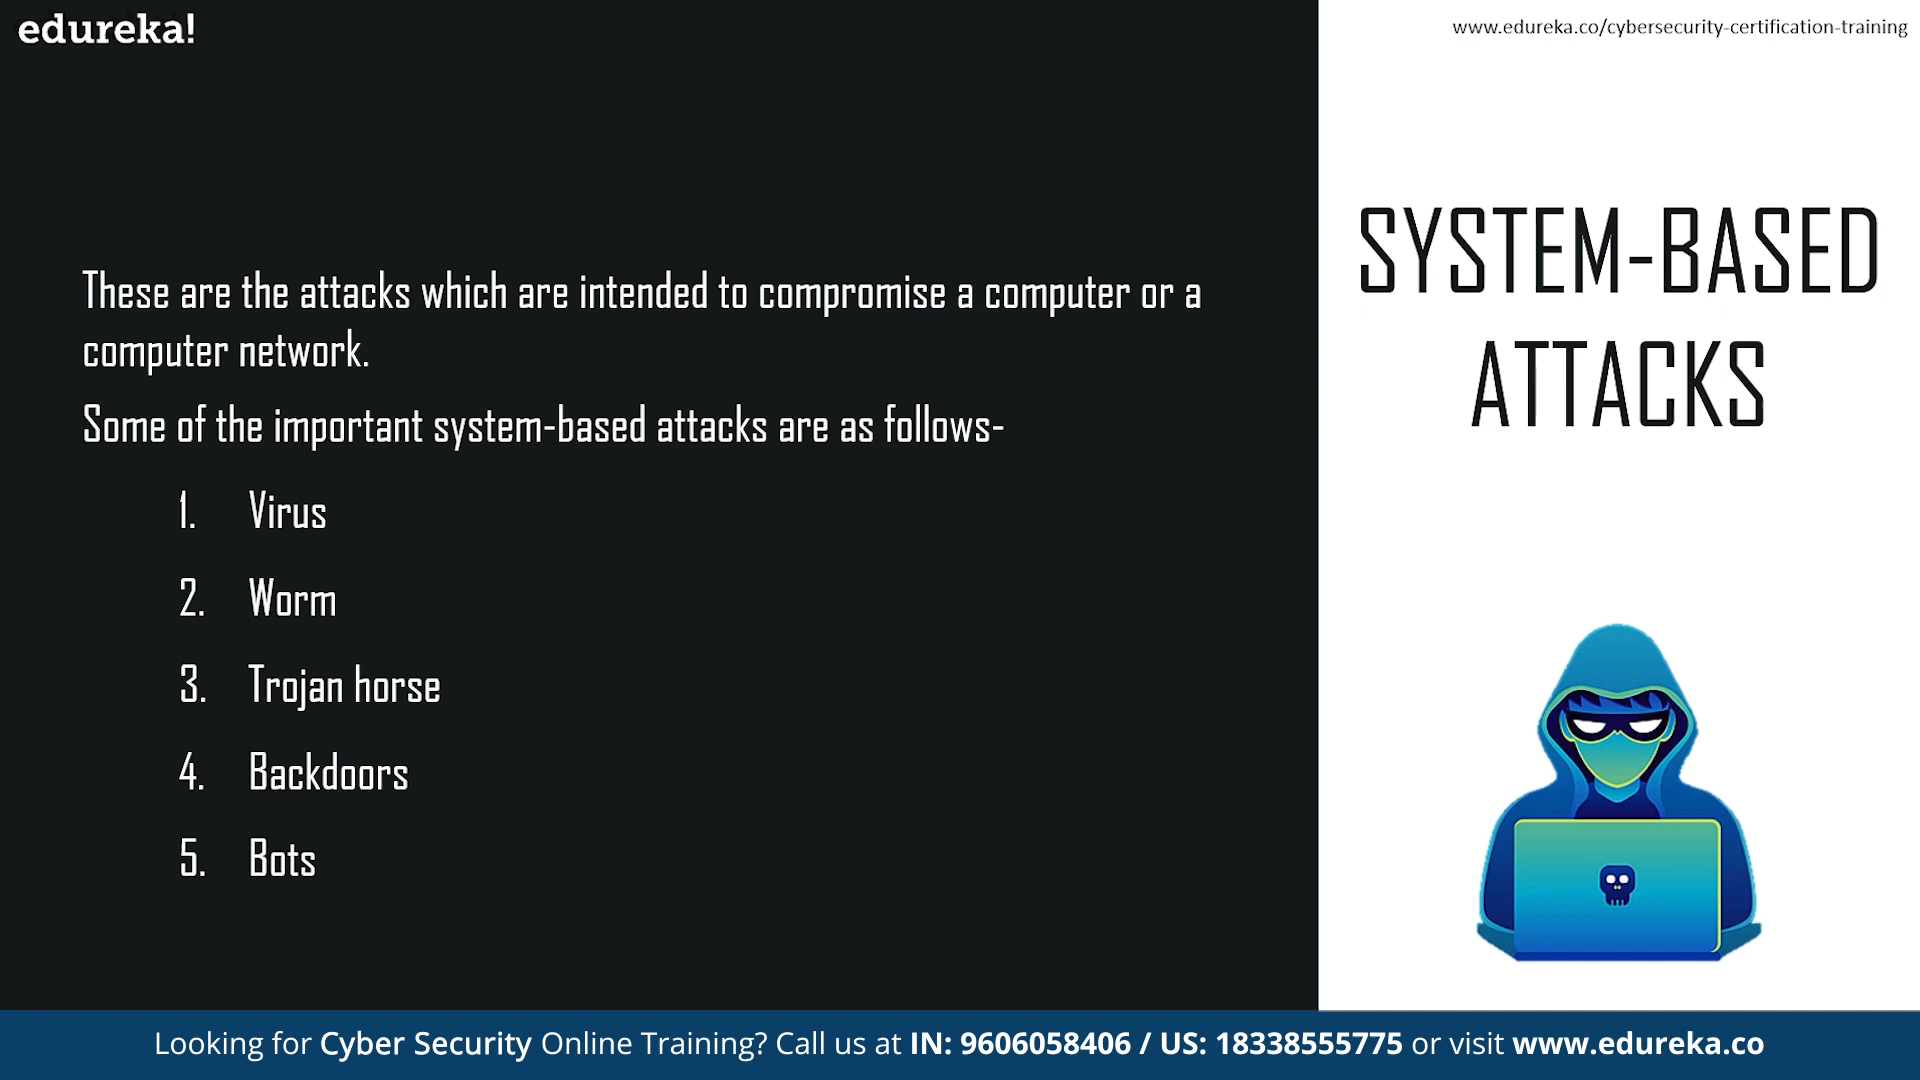 edureka!
www.edureka.co/cybersecurity-certification-training
These are the attacks which are intended to compromise a computer or a
computer network.
Some of the important system-based attacks are as follows-
1. Virus
2. Worm
3. Trojan horse
4. Backdoors
5. Bots
SYSTEM-BASED
ATTACKS
Looking for Cyber Security Online Training? Call us at IN: 9606058406 / US: 18338555775 or visit www.edureka.co